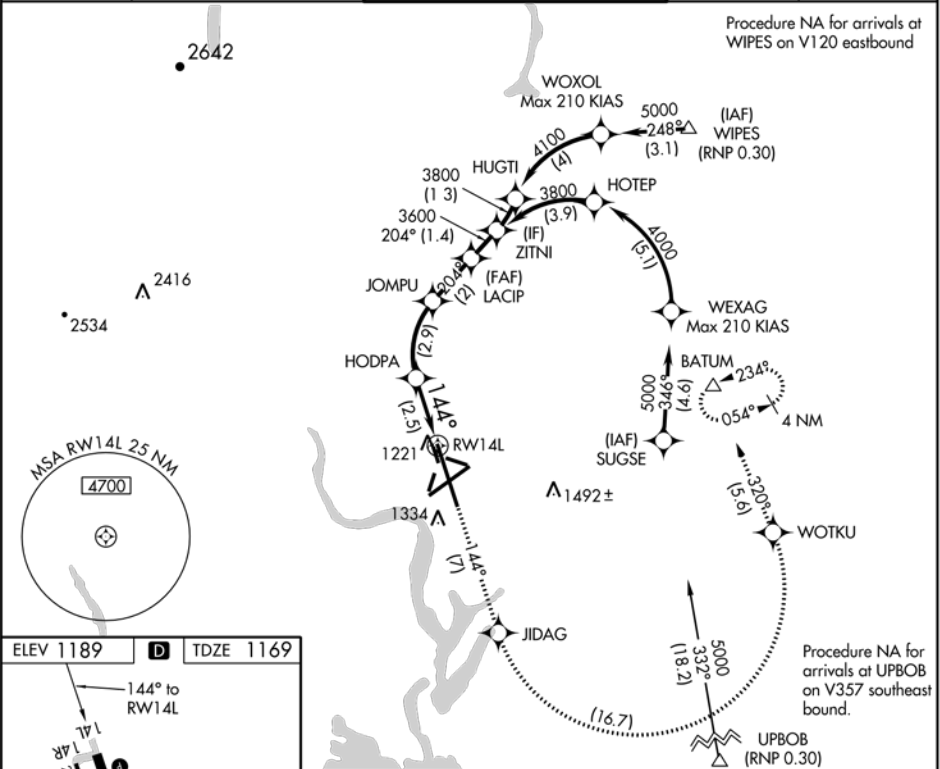 Procedure NA for arrivals at
WIPES on V120 eastbound
2642
WOXOL
Max 210 KIAS
5000
248°
(3.1)
(IAF)
WIPES
(RNP 0.30)
4100
(4)
HUGTI
3800
(1 3)
3800
(3.9)
HOTEP
3600
204° (1.4)
(IF)
ZITNI
4000
(5.1)
204°
(2)
(FAF)
LACIP
JOMPU
2416
2534
WEXAG
Max 210 KIAS
(2.9)
HODPA
BATUM
234°
054°
4 NM
5000
346°
(4.6)
144°
(2.5)
RW14L
1221
(IAF)
SUGSE
MSA RW14L 25 NM
4700
1492±
320°
(5.6)
1334
WOTKU
144°
(7)
JIDAG
5000
332°
(18.2)
ELEV 1189
D
TDZE 1169
Procedure NA for
arrivals at UPBOB
on V357 southeast
bound.
144° to
RW14L
(16.7)
14L
14R
UPBOB
(RNP 0.30)